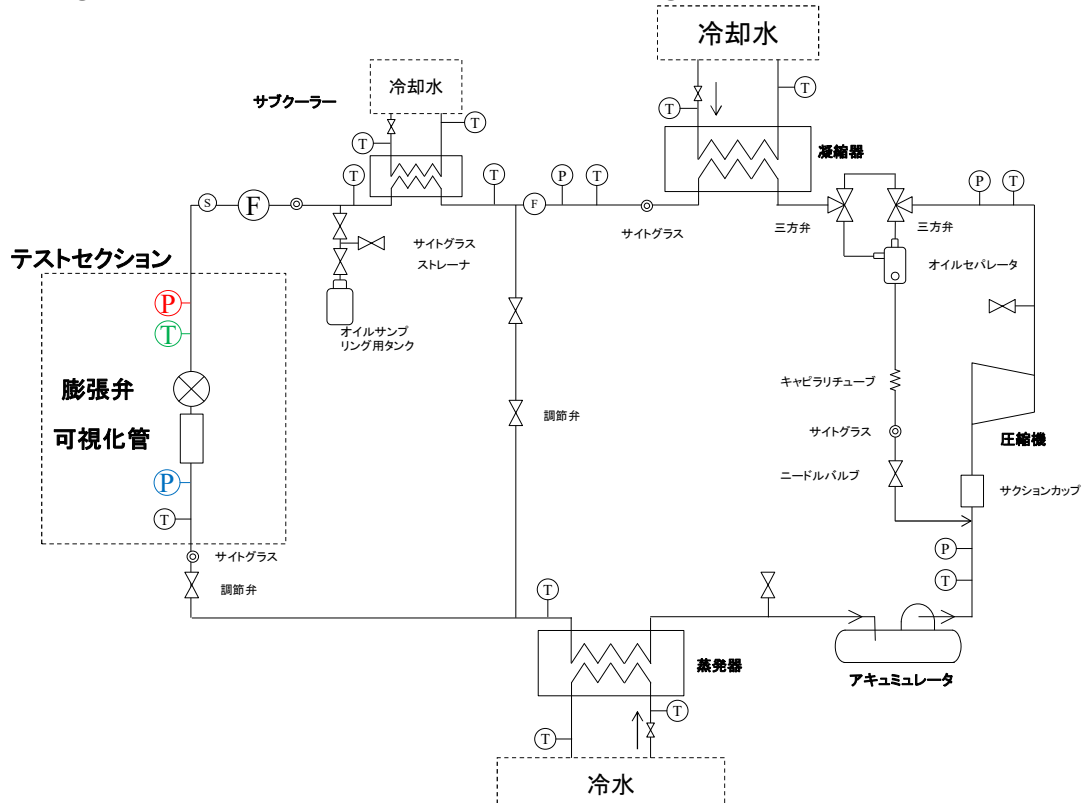 冷却水
冷却水
サブクーラー
T
T
T
T
凝縮器
T
T
P
T
P
T
S
F
F
サイトグラス
三方弁
三方弁
サイトグラス
ストレーナ
オイルセパレータ
テストセクション
P
T
オイルサンプ
リング用タンク
膨張弁
キャピラリチューブ
調節弁
可視化管
サイトグラス
圧縮機
ニードルバルブ
P
サクションカップ
T
P
サイトグラス
T
調節弁
T
蒸発器
アキュミュレータ
T
T
冷水